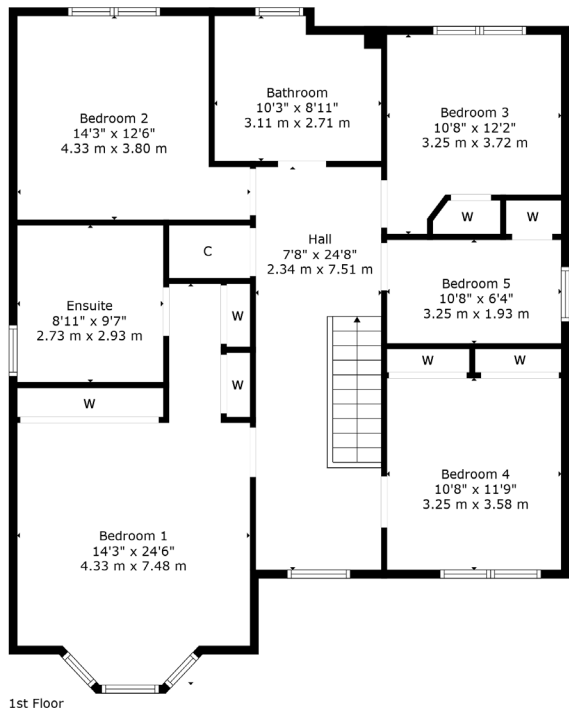 Bedroom 2
14'3" x 12'6"
4.33 m x 3.80 m
Bathroom
10'3" x 8'11"
3.11 m x 2.71 m
Bedroom 3
10'8" x 12'2"
3.25 m x 3.72 m
W
W
C
Hall
7'8" x 24'8"
2.34 m x 7.51 m
Bedroom 5
10'8" x 6'4"
3.25 m x 1.93 m
Ensuite
8'11" x 9'7"
2.73 m x 2.93 m
W
W
W
W
W
Bedroom 4
10'8" x 11'9"
3.25 m x 3.58 m
Bedroom 1
14'3" x 24'6"
4.33 m x 7.48 m
1st Floor